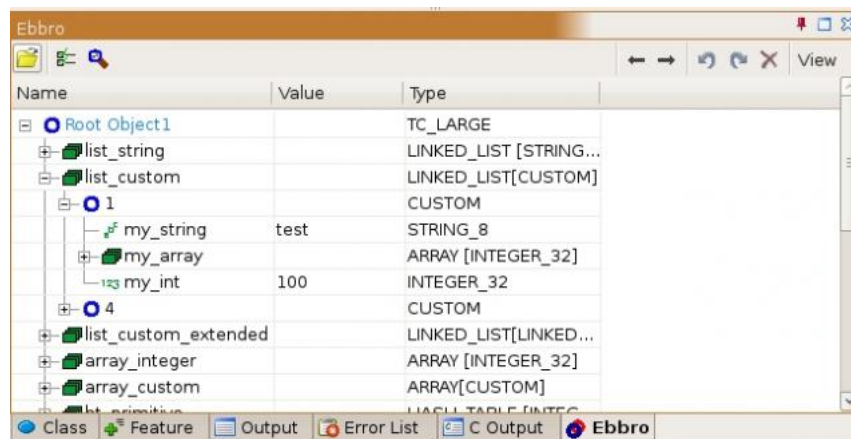 Ebbro
View
Name Value Type
Root Object1 TC_LARGE
list_string LINKED_LIST [STRING...
list_custom LINKED_LIST[CUSTOM]
1 CUSTOM
my_string test STRING_8
my_array ARRAY [INTEGER_32]
123 my_int 100 INTEGER_32
4 CUSTOM
list_custom_extended LINKED_LIST[LINKED...
array_integer ARRAY [INTEGER_32]
array_custom ARRAY[CUSTOM]
Class Feature Output Error List C Output Ebbro